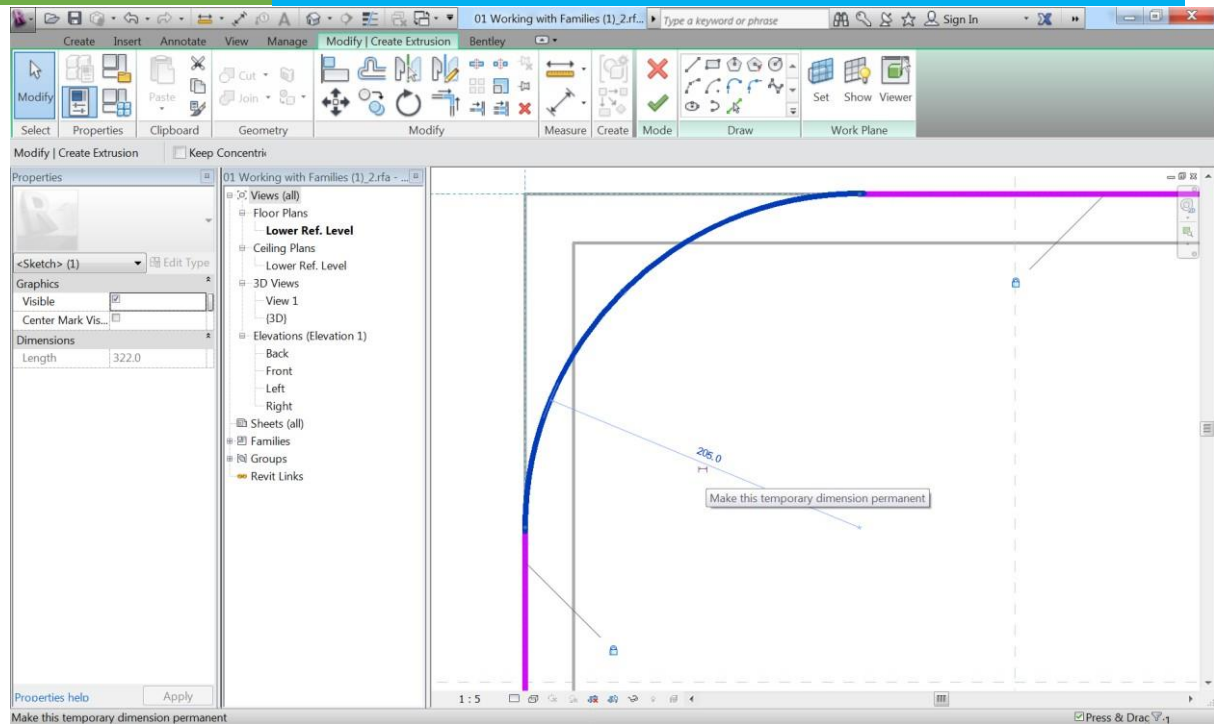 01 Working with Families (1)_2.rf...
Type a keyword or phrase
Sign In
Create Insert Annotate View Manage Modify | Create Extrusion Bentley
Modify
Paste
Cut
Join
Set Show Viewer
Select Properties Clipboard Geometry Modify Measure Create Mode Draw Work Plane
Modify | Create Extrusion
Keep Concentri
Properties
<Sketch> (1)
Edit Type
Graphics
Visible
Center Mark Vis...
Dimensions
Length 322.0
Properties help
Apply
01 Working with Families (1)_2.rfa - ...
Views (all)
Floor Plans
Lower Ref. Level
Ceiling Plans
Lower Ref. Level
3D Views
View 1
{3D}
Elevations (Elevation 1)
Back
Front
Left
Right
Sheets (all)
Families
Groups
Revit Links
205.0
Make this temporary dimension permanent
1 : 5
Make this temporary dimension permanent
Press & Drac
:1